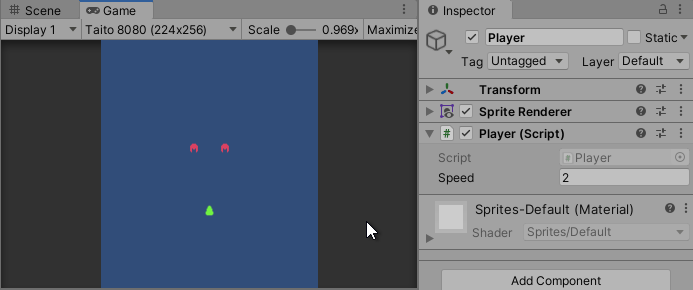 Scene Game
Display 1 Taito 8080 (224x256) Scale 0.969x Maximize
Inspector
Player Static
Tag Untagged Layer Default
Transform
Sprite Renderer
# Player (Script)
Script # Player
Speed 2
Sprites-Default (Material)
Shader Sprites/Default
Add Component